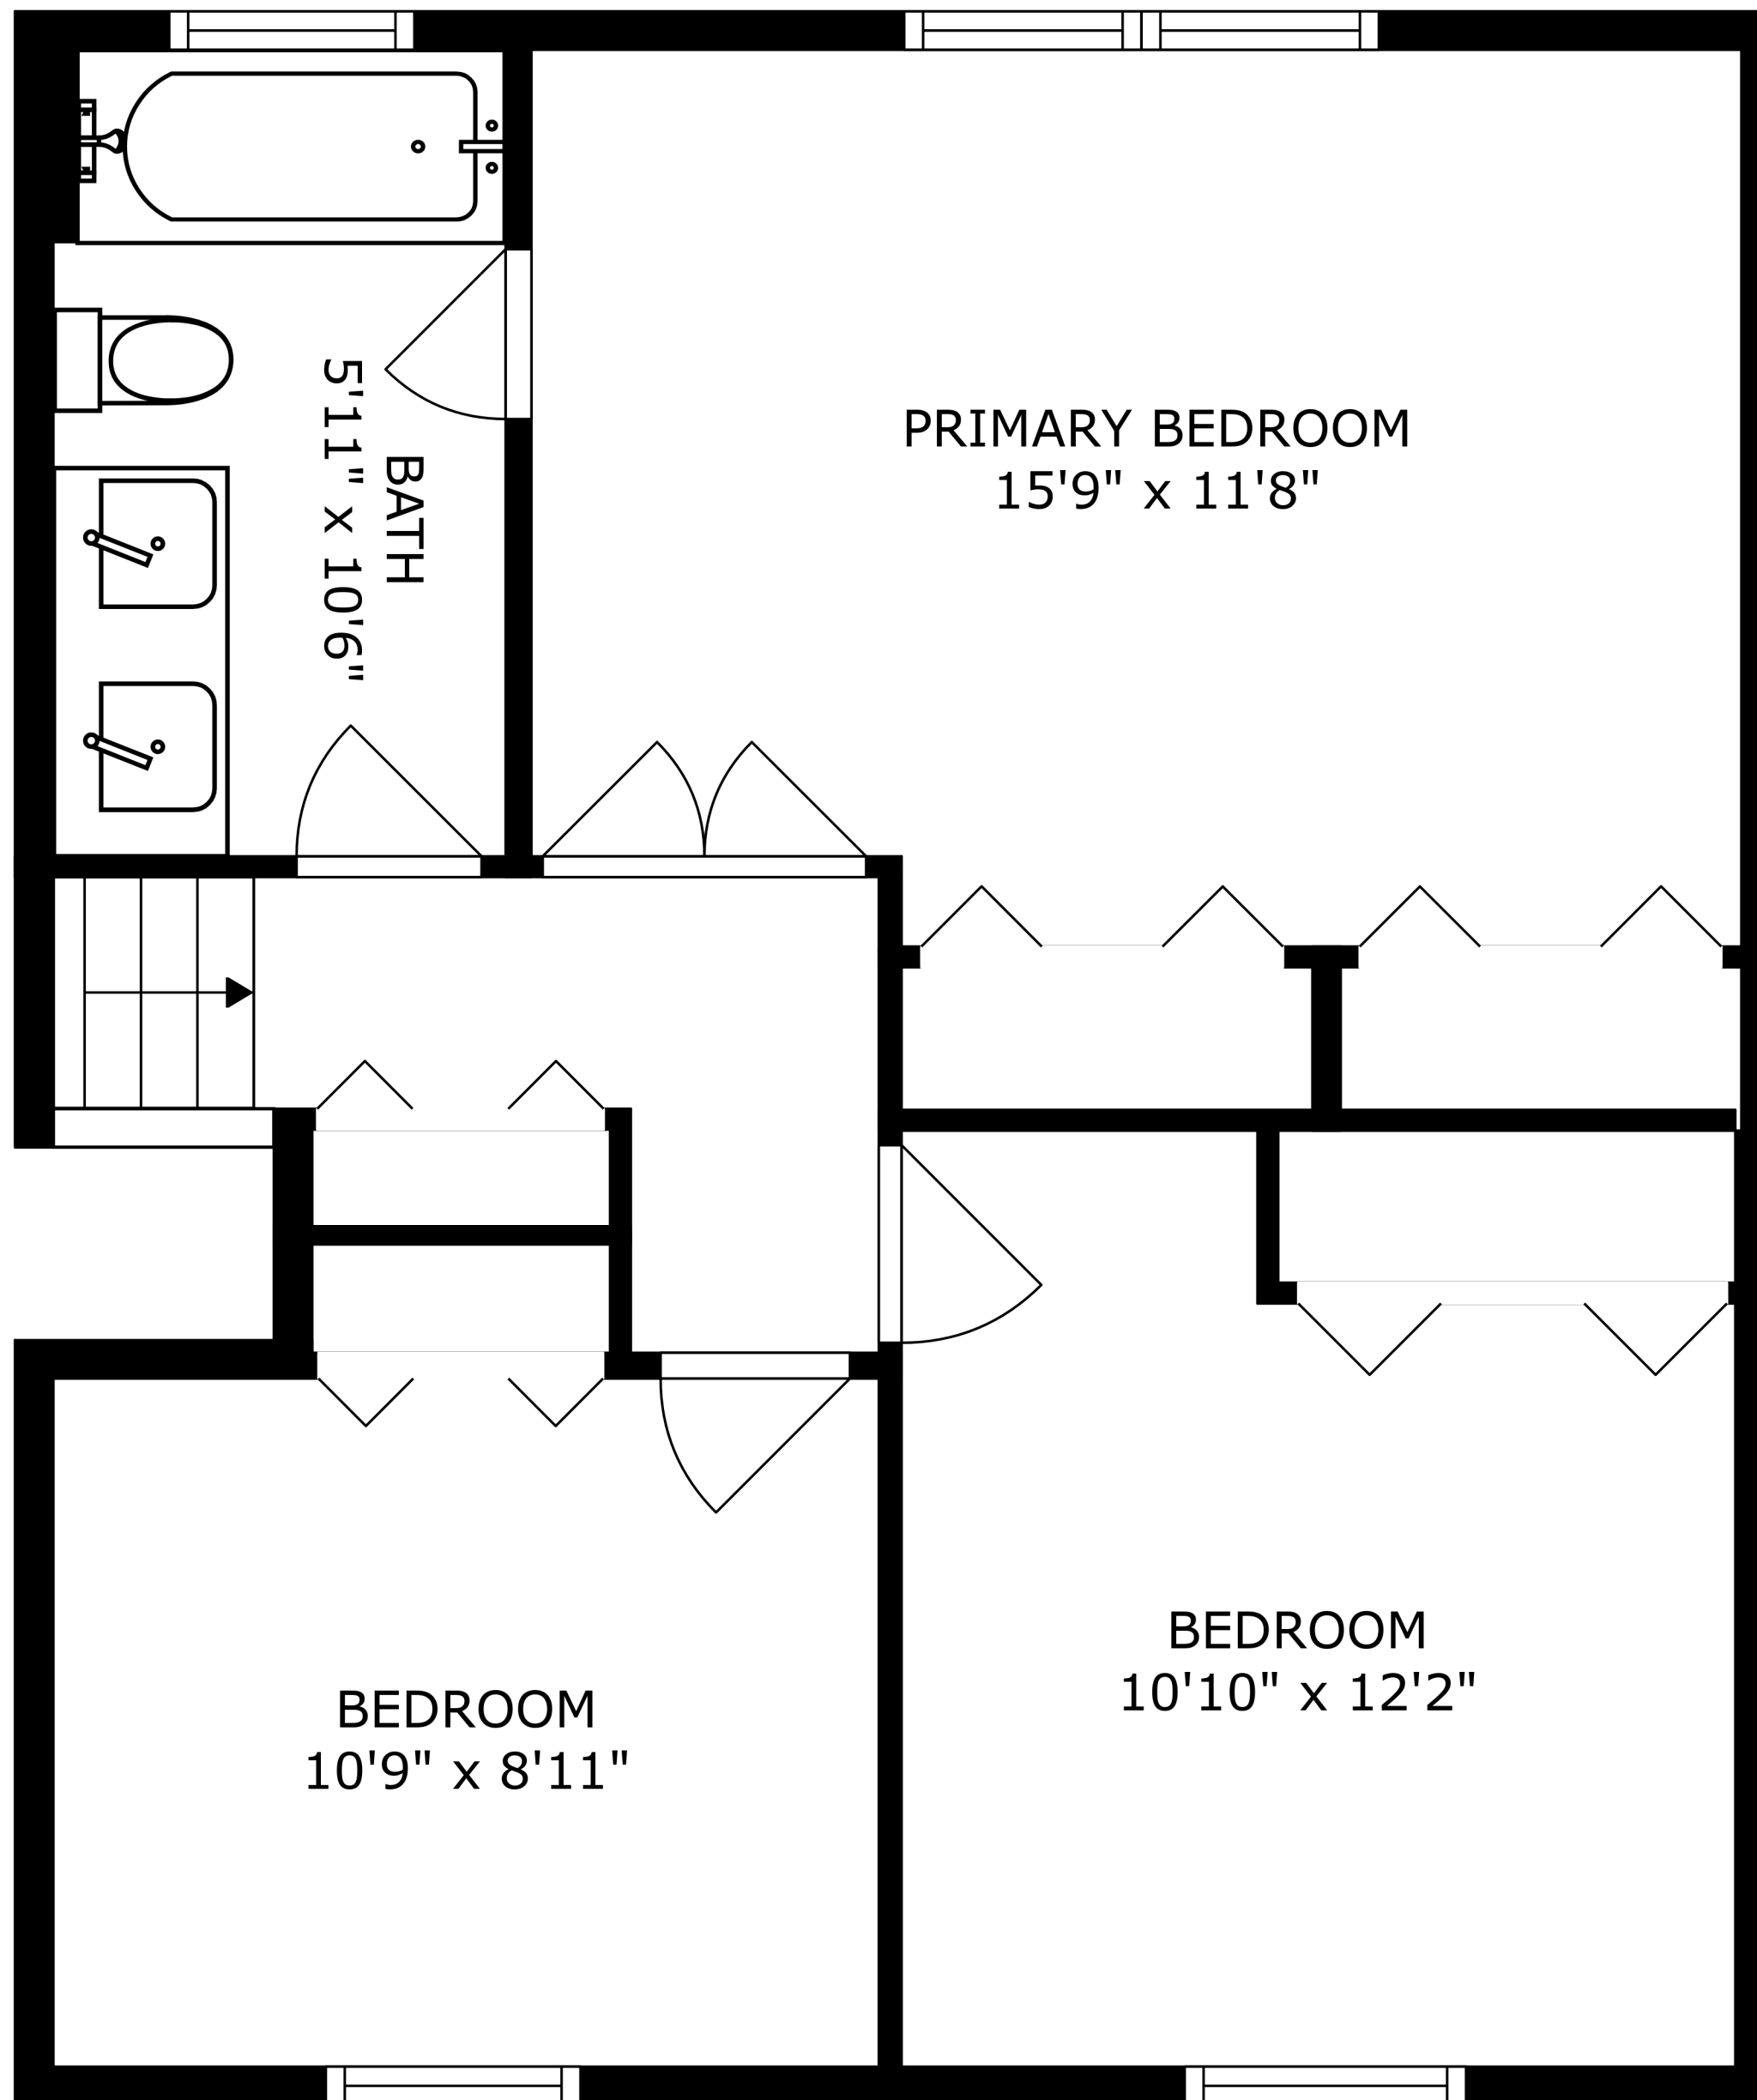 PRIMARY BEDROOM
15'9" x 11'8"
BATH
5'11" x 10'6"
BEDROOM
10'10" x 12'2"
BEDROOM
10'9" x 8'11"